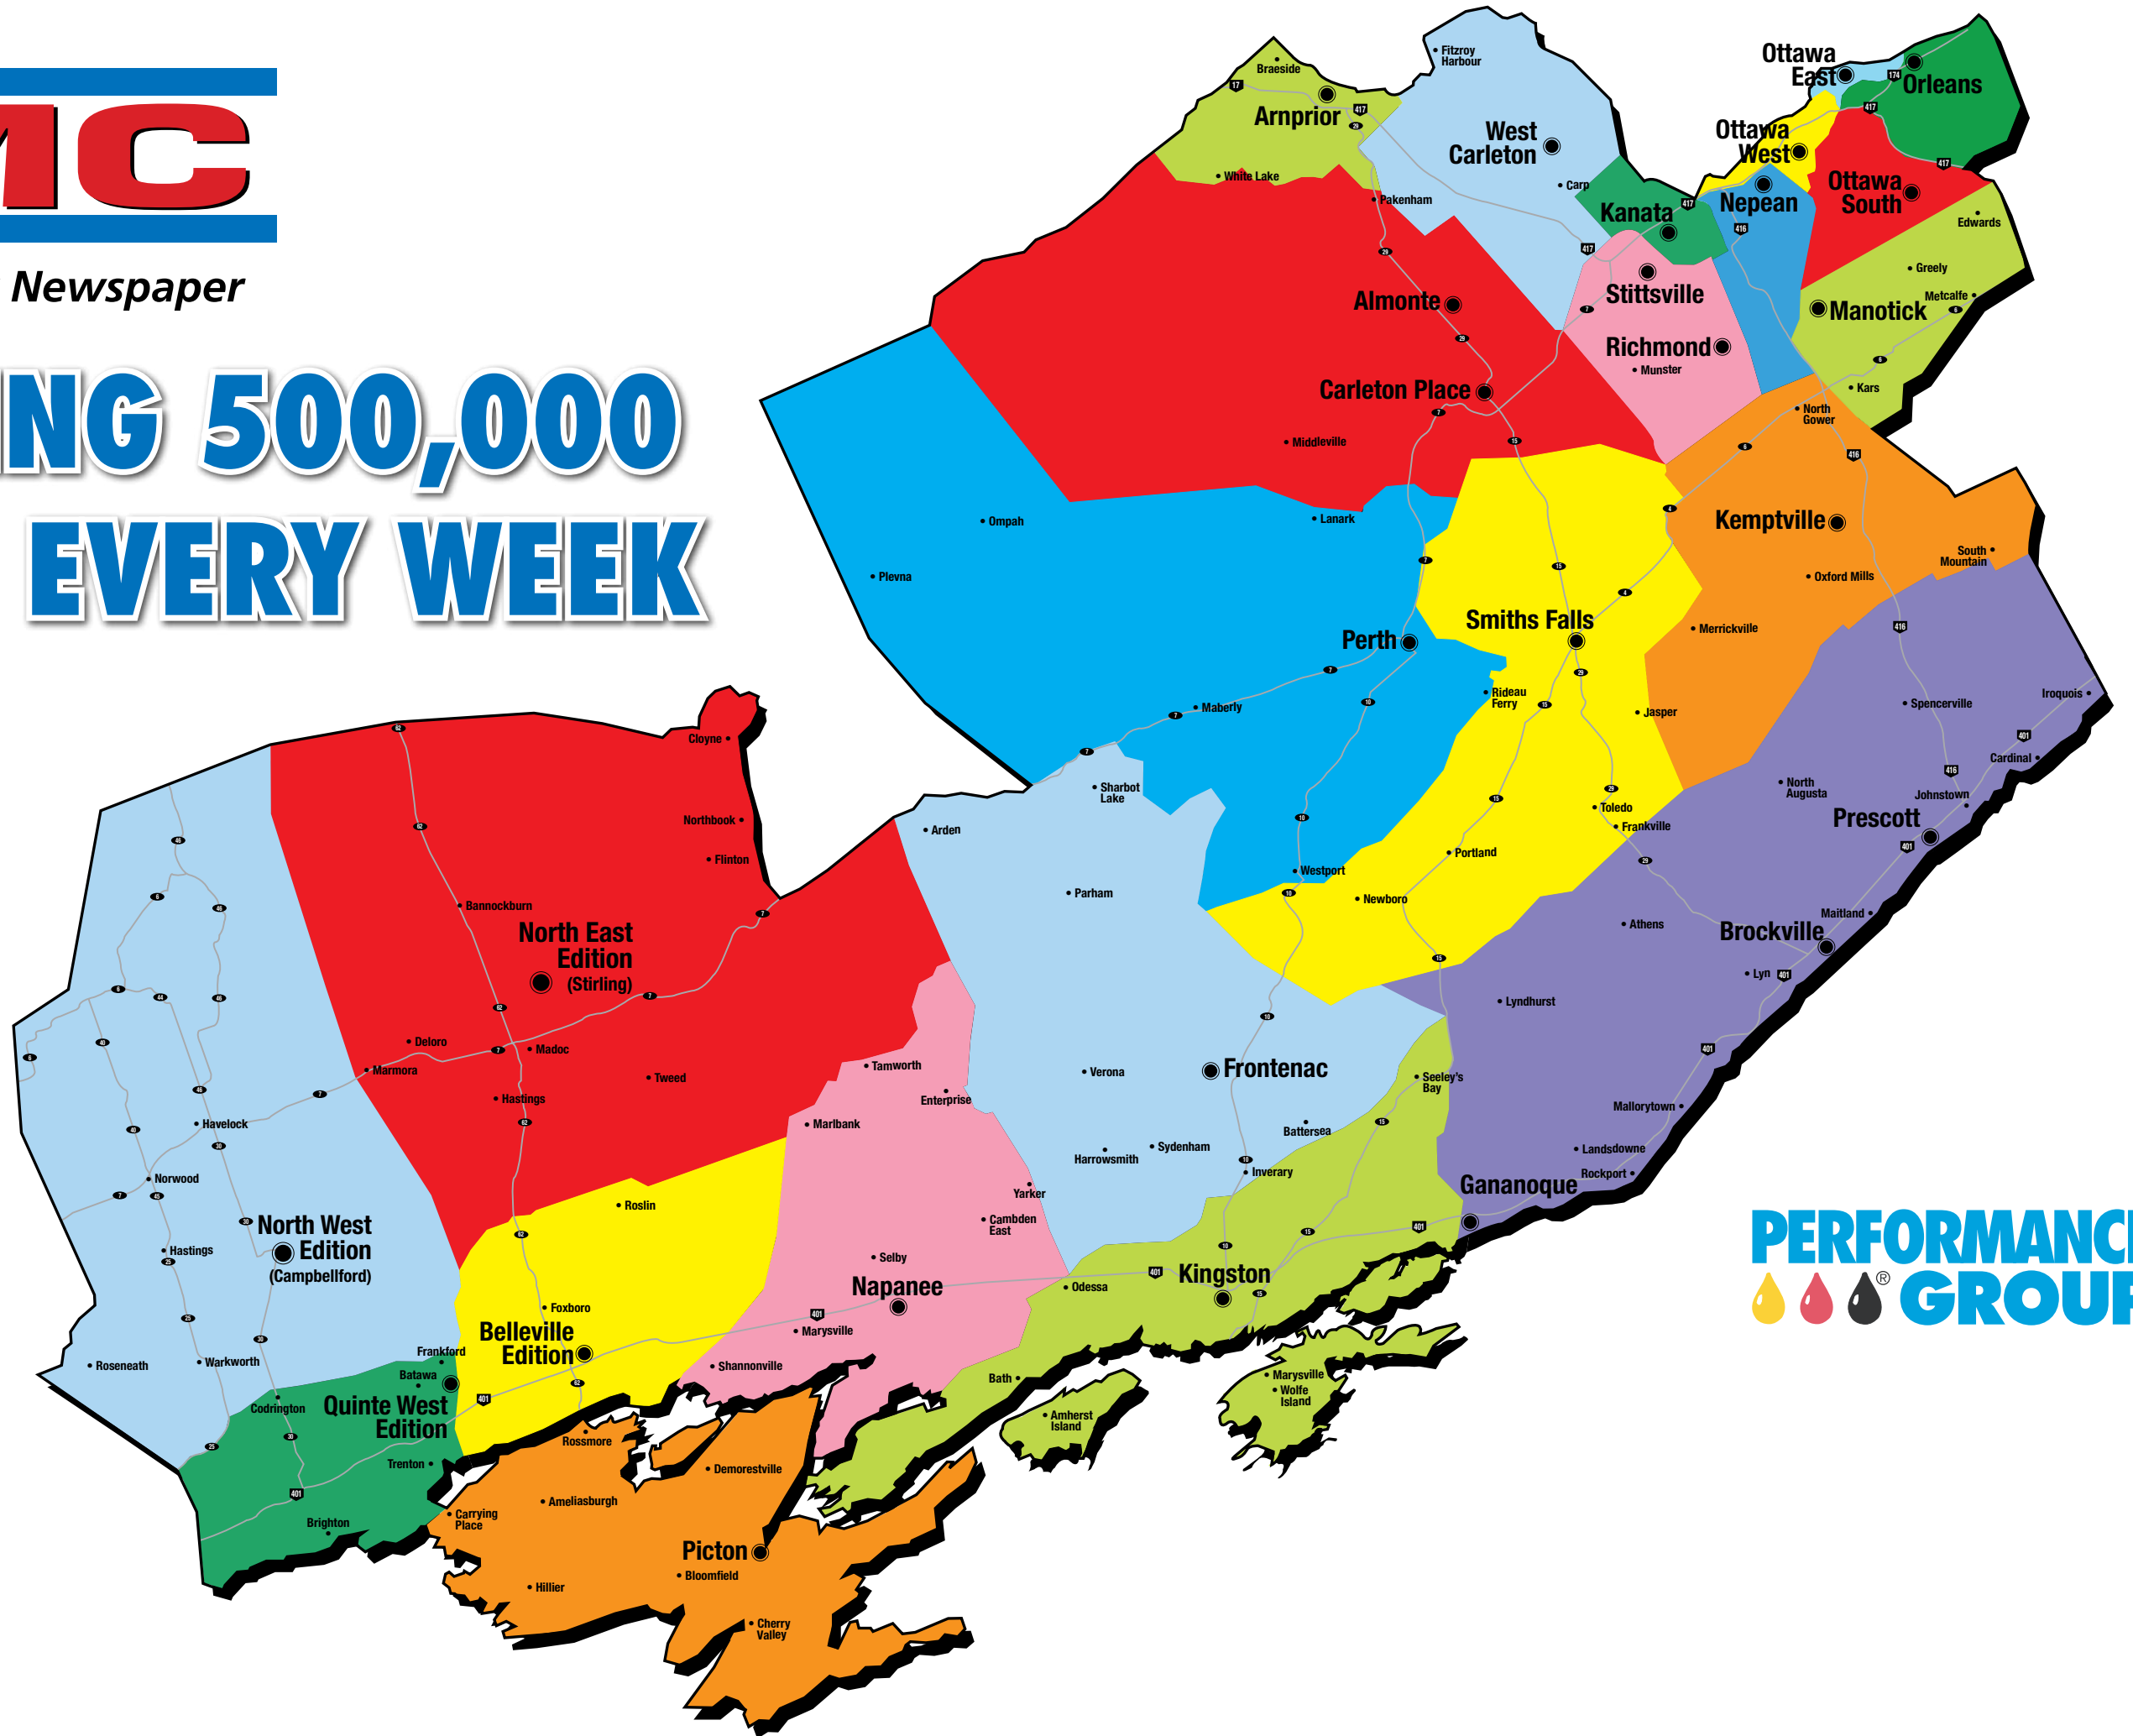 MC
Newspaper
NG 500,000
EVERY WEEK
Braeside
Arnprior
White Lake
Fitzroy
Harbour
West
Carleton
Carp
Pakenham
Kanata
Ottawa
East
Orleans
Ottawa
West
Nepean
Ottawa
South
Edwards
Greely
Metcalfe
Manotick
Kars
Stittsville
Richmond
Munster
Almonte
Carleton Place
Middleville
North
Gower
Kemptville
South
Mountain
Oxford Mills
Merrickville
Ompah
Plevna
Lanark
Perth
Maberly
Smiths Falls
Rideau
Ferry
Jasper
Toledo
Frankville
Portland
Newboro
Westport
Spencerville
Iroquois
Cardinal
Johnstown
North
Augusta
Prescott
Maitland
Brockville
Athens
Lyn
Lyndhurst
Mallorytown
Landsdowne
Rockport
Gananoque
Sharbot
Lake
Arden
Parham
Verona
Frontenac
Battersea
Sydenham
Harrowsmith
Inverary
Seeley's
Bay
Kingston
Odessa
Bath
Amherst
Island
Marysville
Wolfe
Island
Cloyne
Northbook
Flinton
Bannockburn
North East
Edition
(Stirling)
Deloro
Madoc
Marmora
Tweed
Hastings
Tamworth
Enterprise
Marlbank
Yarker
Cambden
East
Selby
Napanee
Marysville
Shannonville
Roslin
Foxboro
Belleville
Edition
Havelock
Norwood
North West
Edition
(Campbellford)
Hastings
Roseneath
Warkworth
Frankford
Batawa
Codrington
Quinte West
Edition
Trenton
Brighton
Rossmore
Demorestville
Ameliasburgh
Carrying
Place
Picton
Bloomfield
Hillier
Cherry
Valley
PERFORMANC
® GROUP